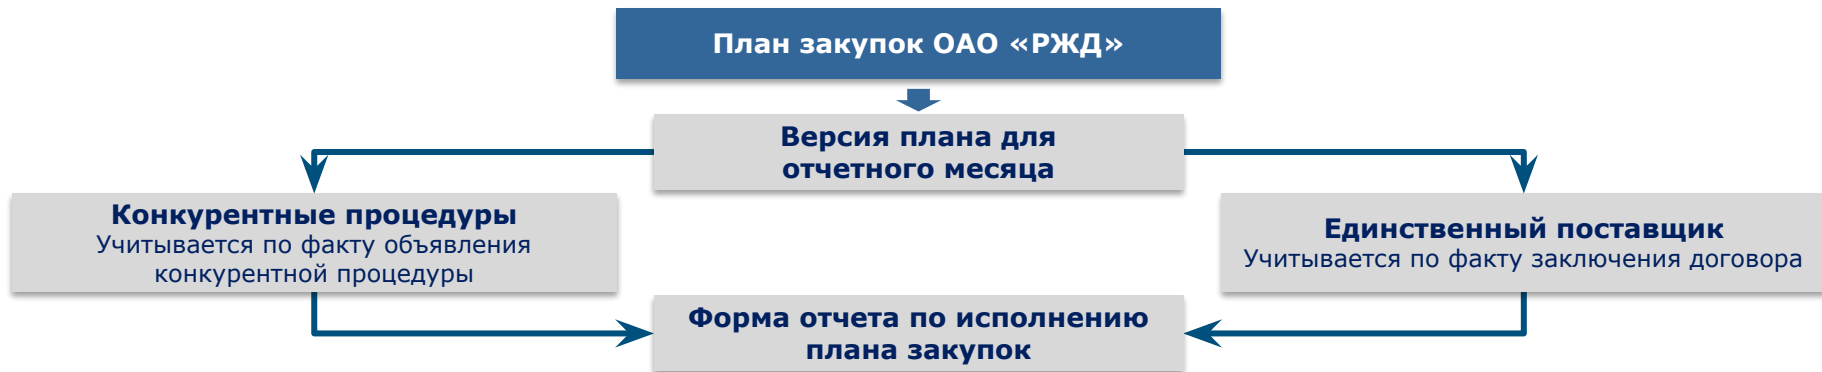 План закупок ОАО «РЖД»
Версия плана для
отчетного месяца
Конкурентные процедуры
Учитывается по факту объявления
конкурентной процедуры
Единственный поставщик
Учитывается по факту заключения договора
Форма отчета по исполнению
плана закупок